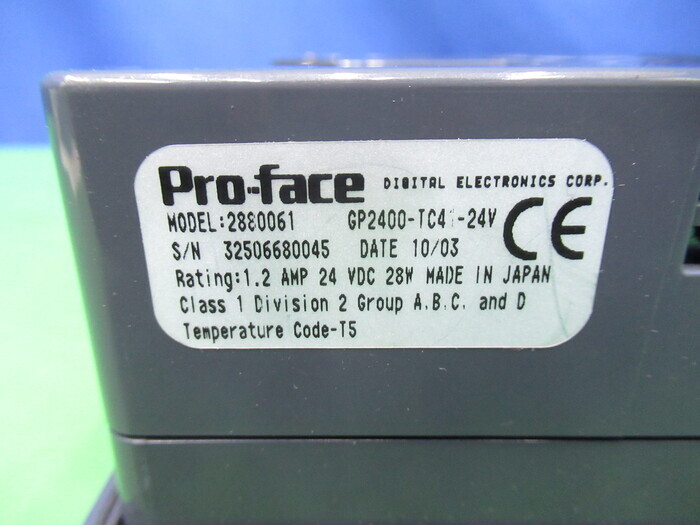 Pro-face DIGITAL ELECTRONICS CORP.
MODEL:2880061 GP2400-TC41-24V
CE
S/N 32506680045 DATE 10/03
Rating:1.2 AMP 24 VDC 28W MADE IN JAPAN
Class 1 Division 2 Group A.B.C. and D
Temperature Code-T5